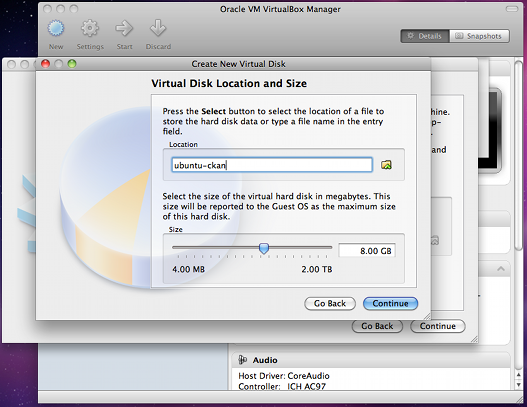 Oracle VM VirtualBox Manager
New
Settings
Start
Discard
Details
Snapshots
Create New Virtual Disk
Virtual Disk Location and Size
Press the Select button to select the location of a file to
store the hard disk data or type a file name in the entry
field.
Location
ubuntu-ckan
Select the size of the virtual hard disk in megabytes. This
size will be reported to the Guest OS as the maximum size
of this hard disk.
Size
8.00 GB
4.00 MB
2.00 TB
Go Back
Continue
hine.
p-
and
Go Back
Continue
Audio
Host Driver: CoreAudio
Controller: ICH AC97